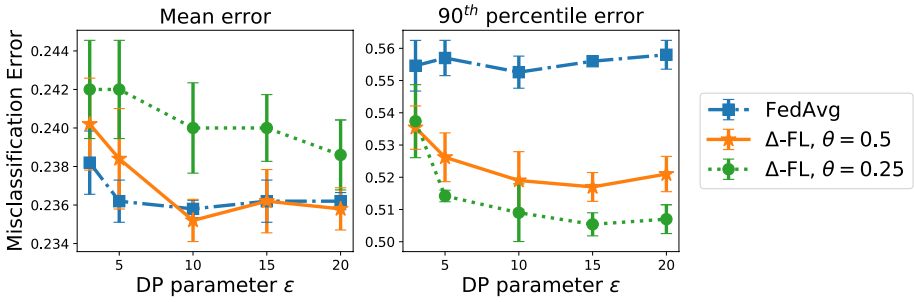 Mean error
90th percentile error
Misclassification Error
0.244
0.242
0.240
0.238
0.236
0.234
5
10
15
20
DP parameter ε
0.56
0.55
0.54
0.53
0.52
0.51
0.50
5
10
15
20
DP parameter ε
FedAvg
Δ-FL, θ = 0.5
Δ-FL, θ = 0.25